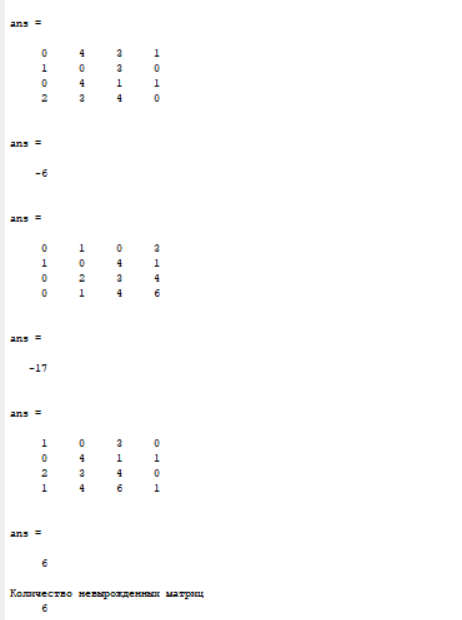 ans =
0 4 3 1
1 0 3 0
0 4 1 1
2 3 4 0
ans =
-6
ans =
0 1 0 3
1 0 4 1
0 2 3 4
0 1 4 6
ans =
-17
ans =
1 0 3 0
0 4 1 1
2 3 4 0
1 4 6 1
ans =
6
Количество невырожденных матриц
6